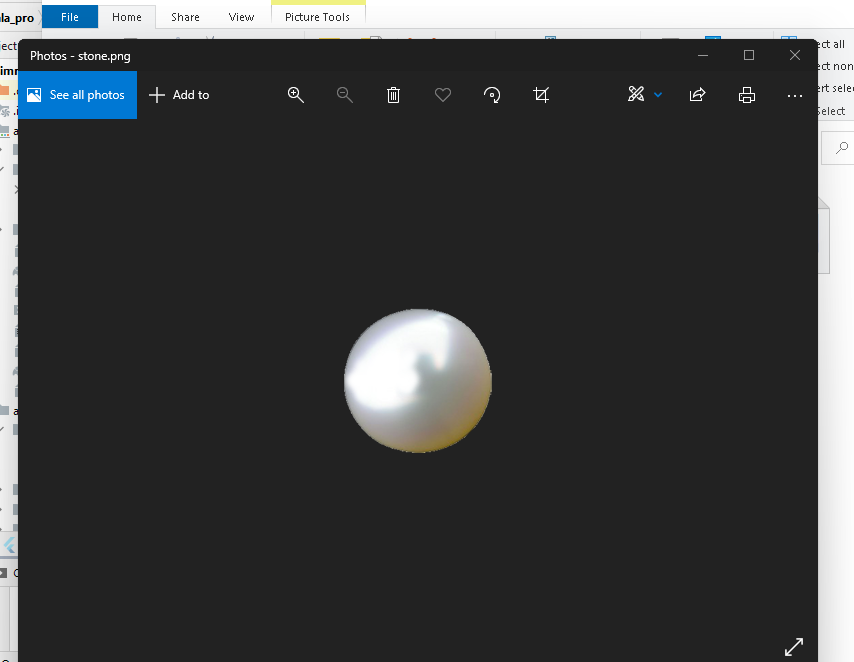 la_pro
File
Home
Share
View
Picture Tools
ject
ect all
Photos - stone.png
ect non
See all photos
Add to
ert selec
Select